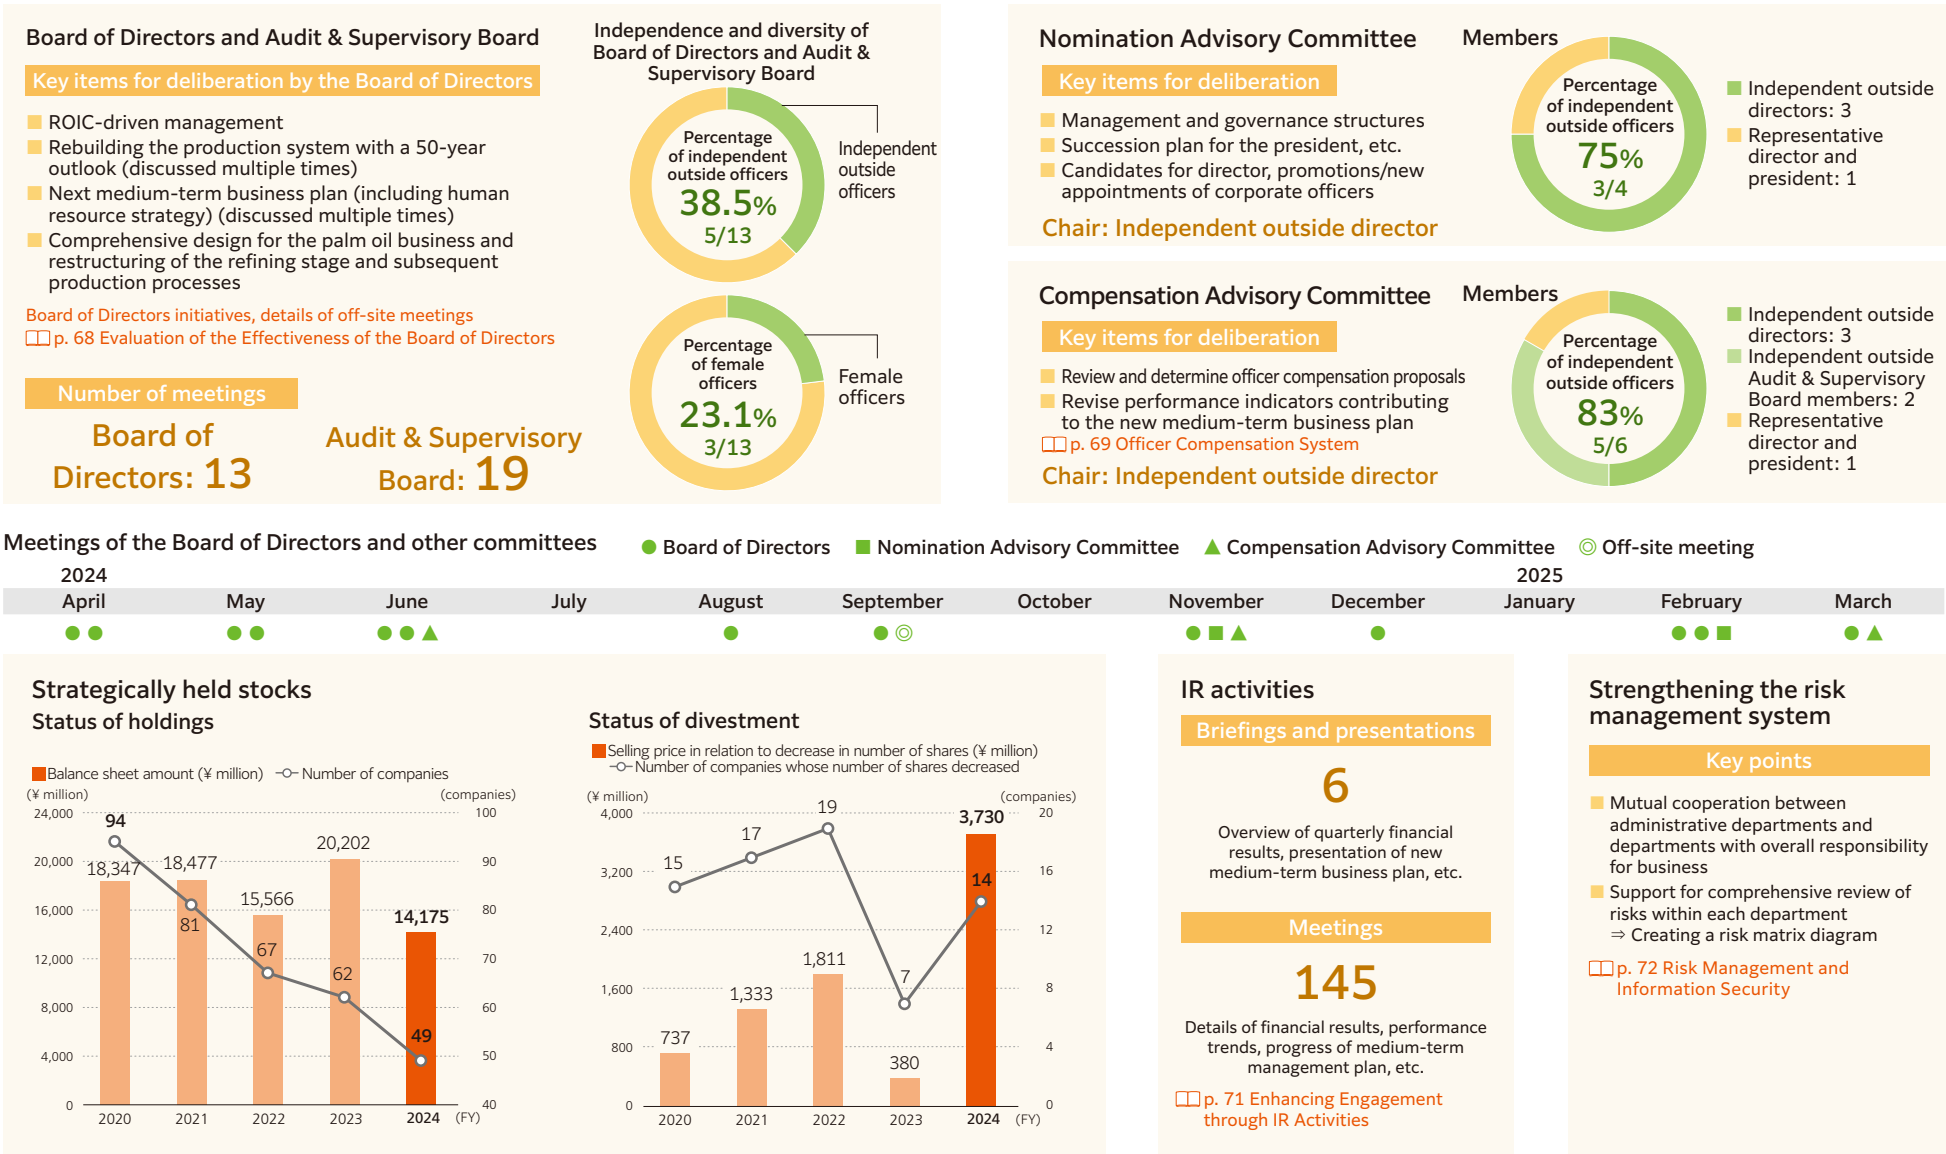 Board of Directors and Audit & Supervisory Board
Key items for deliberation by the Board of Directors
ROIC-driven management
Rebuilding the production system with a 50-year
outlook (discussed multiple times)
Next medium-term business plan (including human
resource strategy) (discussed multiple times)
Comprehensive design for the palm oil business and
restructuring of the refining stage and subsequent
production processes
Board of Directors initiatives, details of off-site meetings
p. 68 Evaluation of the Effectiveness of the Board of Directors
Number of meetings
Board of
Directors: 13
Audit & Supervisory
Board: 19
Independence and diversity of
Board of Directors and Audit &
Supervisory Board
Percentage
of independent
outside officers
38.5%
5/13
Independent
outside
officers
Percentage
of female
officers
23.1%
3/13
Female
officers
Nomination Advisory Committee
Key items for deliberation
Management and governance structures
Succession plan for the president, etc.
Candidates for director, promotions/new
appointments of corporate officers
Chair: Independent outside director
Members
Percentage
of independent
outside officers
75%
3/4
Independent outside
directors: 3
Representative
director and
president: 1
Compensation Advisory Committee
Key items for deliberation
Review and determine officer compensation proposals
Revise performance indicators contributing
to the new medium-term business plan
p. 69 Officer Compensation System
Chair: Independent outside director
Members
Percentage
of independent
outside officers
83%
5/6
Independent outside
directors: 3
Independent outside
Audit & Supervisory
Board members: 2
Representative
director and
president: 1
Meetings of the Board of Directors and other committees
Board of Directors
Nomination Advisory Committee
Compensation Advisory Committee
Off-site meeting
2024
2025
April
May
June
July
August
September
October
November
December
January
February
March
Strategically held stocks
Status of holdings
Balance sheet amount (¥ million)
Number of companies
(¥ million)
(companies)
24,000
20,000
16,000
12,000
8,000
4,000
0
100
90
80
70
60
50
40
94
18,347
18,477
81
15,566
67
20,202
62
14,175
49
2020
2021
2022
2023
2024
(FY)
Status of divestment
Selling price in relation to decrease in number of shares (¥ million)
Number of companies whose number of shares decreased
(¥ million)
(companies)
4,000
3,200
2,400
1,600
800
0
20
16
12
8
4
0
15
737
17
1,333
19
1,811
7
380
3,730
14
2020
2021
2022
2023
2024
(FY)
IR activities
Briefings and presentations
6
Overview of quarterly financial
results, presentation of new
medium-term business plan, etc.
Meetings
145
Details of financial results, performance
trends, progress of medium-term
management plan, etc.
p. 71 Enhancing Engagement
through IR Activities
Strengthening the risk
management system
Key points
Mutual cooperation between
administrative departments and
departments with overall responsibility
for business
Support for comprehensive review of
risks within each department
⇒ Creating a risk matrix diagram
p. 72 Risk Management and
Information Security